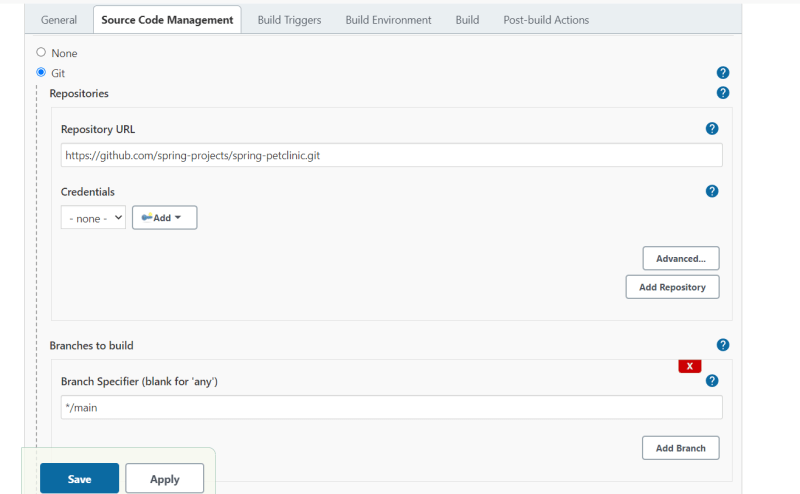 General Source Code Management Build Triggers Build Environment Build Post-build Actions
None
Git
?
Repositories
?
Repository URL
?
https://github.com/spring-projects/spring-petclinic.git
Credentials
?
- none -
Add
Advanced...
Add Repository
Branches to build
?
X
Branch Specifier (blank for 'any')
?
*/main
Add Branch
Save
Apply